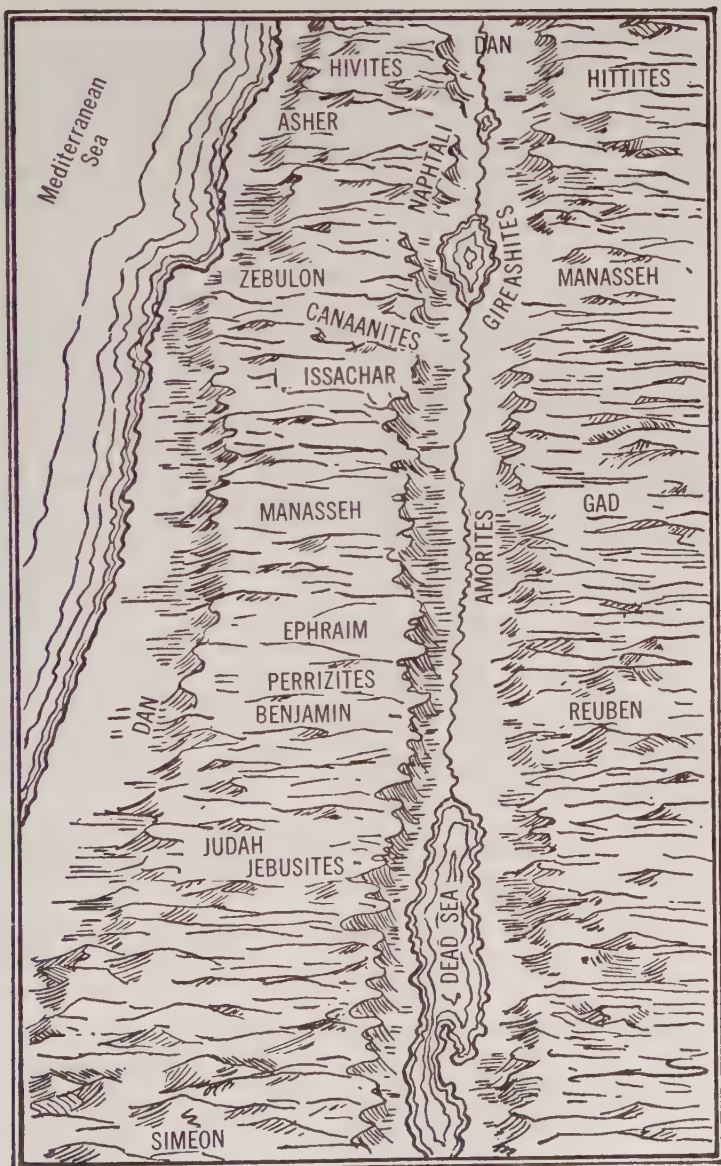 DAN
HIVITES
HITTITES
Mediterranean
Sea
ASHER
NAPHTALI
GIREASHITES
ZEBULON
MANASSEH
CANAANITES
ISSACHAR
MANASSEH
GAD
AMORITES
EPHRAIM
PERRIZITES
DAN
BENJAMIN
REUBEN
JUDAH
JEBUSITES
DEAD SEA
SIMEON